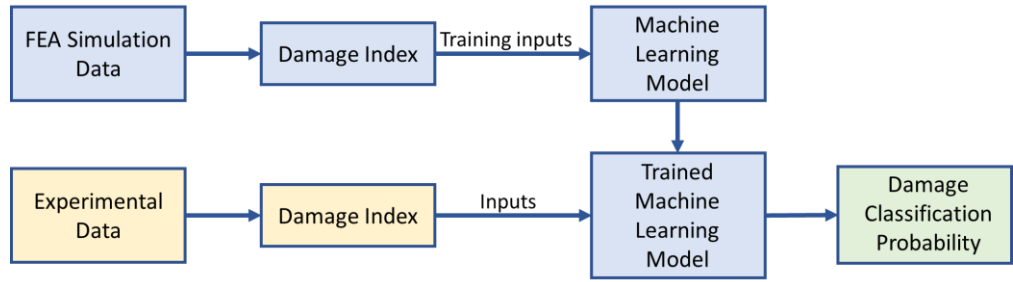 FEA Simulation
Data
Damage Index
Training inputs
Machine
Learning
Model
Experimental
Data
Damage Index
Inputs
Trained
Machine
Learning
Model
Damage
Classification
Probability